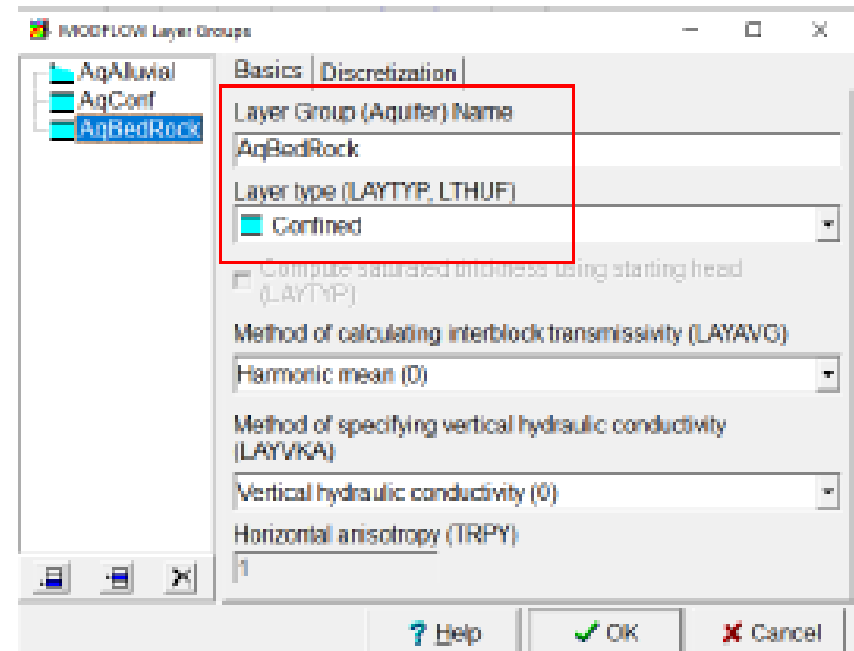 MODFLOW Layer Groups
AqAlluvial
AqConf
AqBedRock
Basics
Discretization
Layer Group (Aquifer) Name
AqBedRock
Layer type (LAYTYP, LTHUF)
Confined
Compute saturated thickness using starting head
(LAYTYP)
Method of calculating interblock transmissivity (LAYAVG)
Harmonic mean (0)
Method of specifying vertical hydraulic conductivity
(LAYVKA)
Vertical hydraulic conductivity (0)
Horizontal anisotropy (TRPY)
1
? Help
OK
Cancel